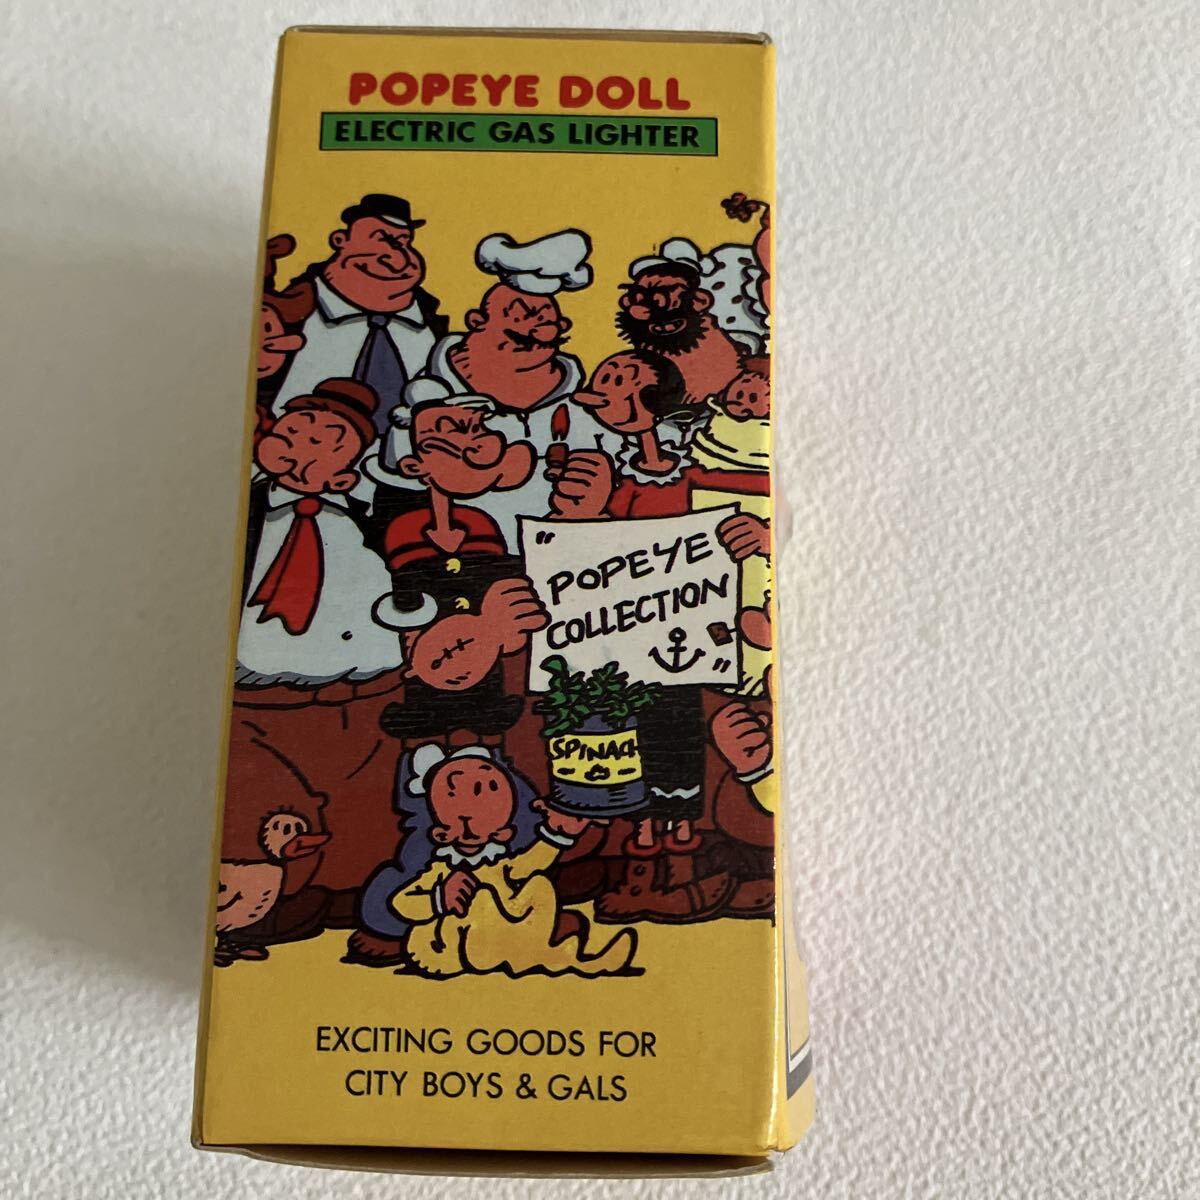 POPEYE DOLL
ELECTRIC GAS LIGHTER
"POPEYE
COLLECTION"
SPINACH
EXCITING GOODS FOR
CITY BOYS & GALS